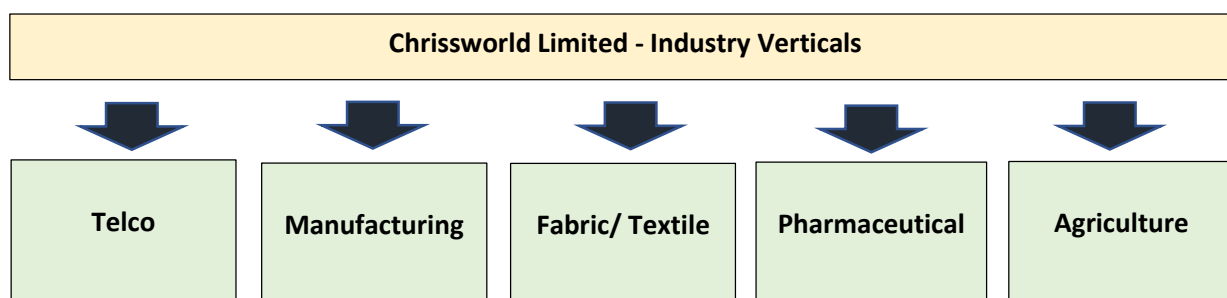 Chrissworld Limited - Industry Verticals
Telco
Manufacturing
Fabric/ Textile
Pharmaceutical
Agriculture